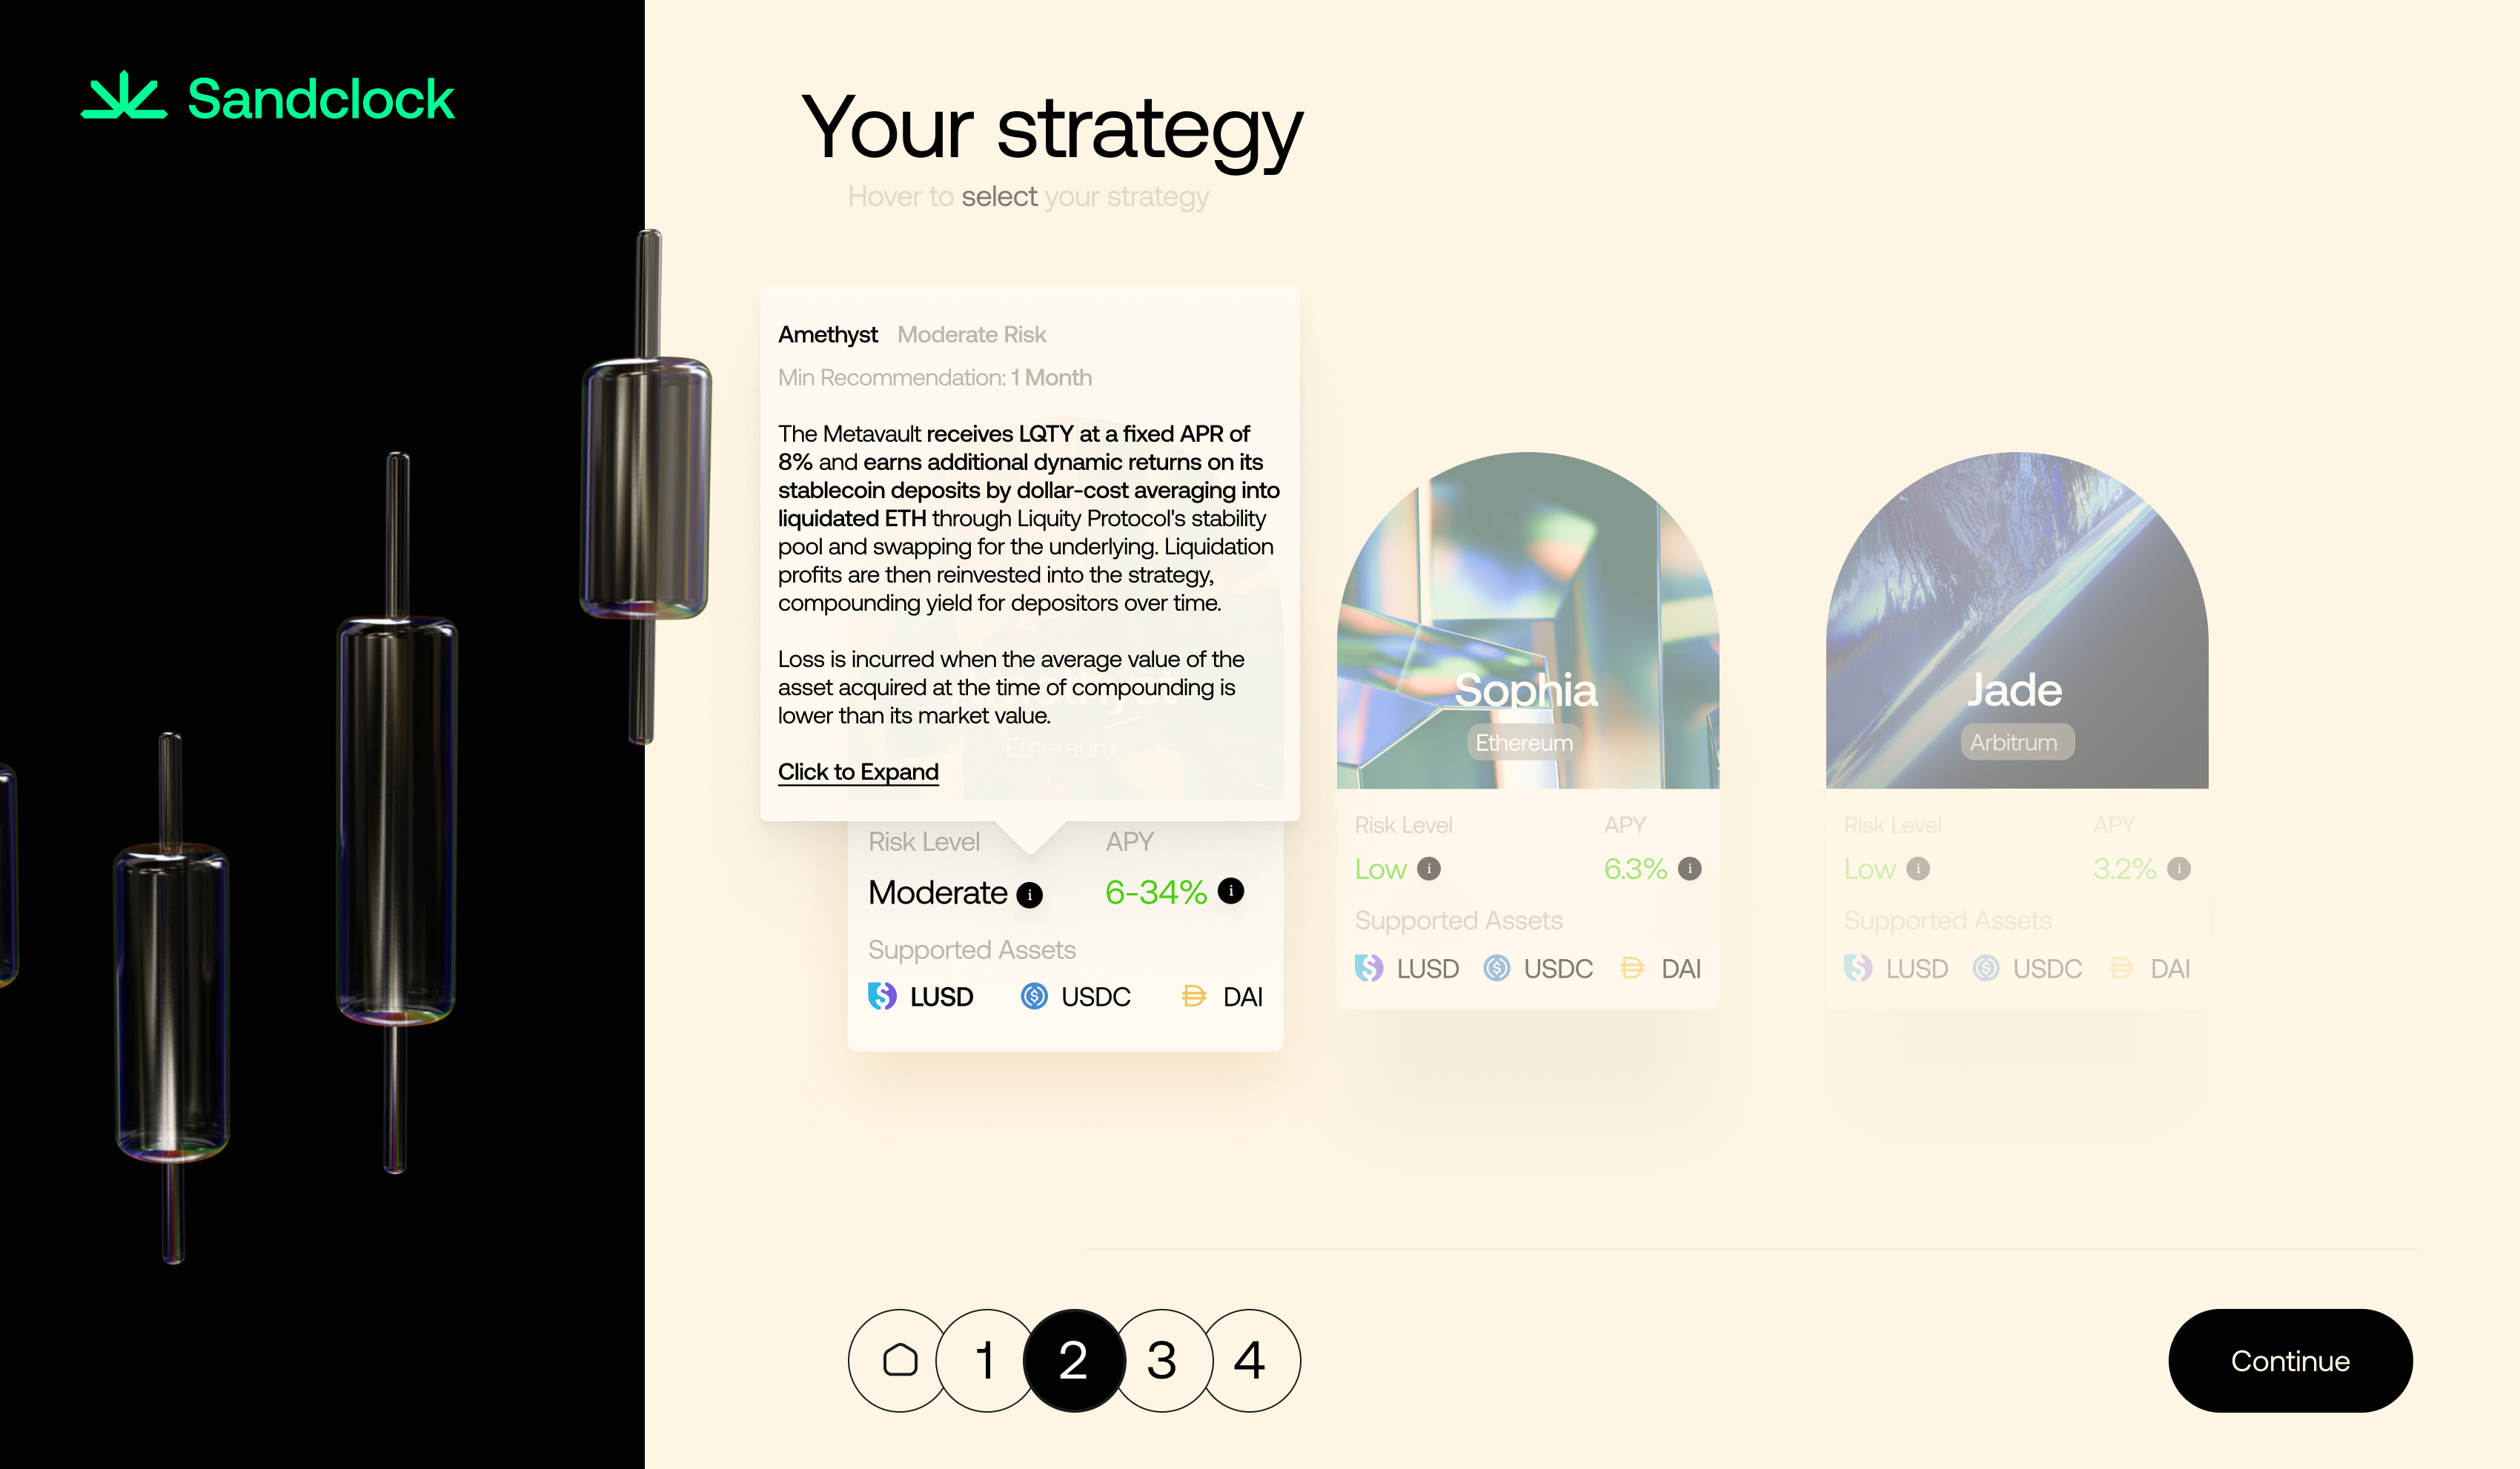 Sandclock
Your strategy
Hover to select your strategy
Amethyst Moderate Risk
Min Recommendation: 1 Month
The Metavault receives LQTY at a fixed APR of
8% and earns additional dynamic returns on its
stablecoin deposits by dollar-cost averaging into
liquidated ETH through Liquity Protocol's stability
pool and swapping for the underlying. Liquidation
profits are then reinvested into the strategy,
compounding yield for depositors over time.
Loss is incurred when the average value of the
asset acquired at the time of compounding is
lower than its market value.
Ethereum
Click to Expand
Risk Level APY
Moderate i 6-34% i
Supported Assets
LUSD USDC DAI
Sophia
Ethereum
Risk Level APY
Low i 6.3% i
Supported Assets
LUSD USDC DAI
Jade
Arbitrum
Risk Level APY
Low i 3.2% i
Supported Assets
LUSD USDC DAI
1 2 3 4
Continue